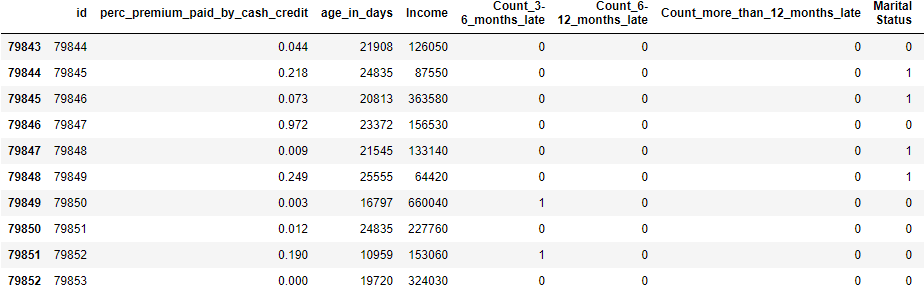 id perc_premium_paid_by_cash_credit age_in_days Income Count_3-6_months_late Count_6-12_months_late Count_more_than_12_months_late Marital Status
79843 79844 0.044 21908 126050 0 0 0 0
79844 79845 0.218 24835 87550 0 0 0 1
79845 79846 0.073 20813 363580 0 0 0 1
79846 79847 0.972 23372 156530 0 0 0 0
79847 79848 0.009 21545 133140 0 0 0 1
79848 79849 0.249 25555 64420 0 0 0 1
79849 79850 0.003 16797 660040 1 0 0 0
79850 79851 0.012 24835 227760 0 0 0 0
79851 79852 0.190 10959 153060 1 0 0 0
79852 79853 0.000 19720 324030 0 0 0 0